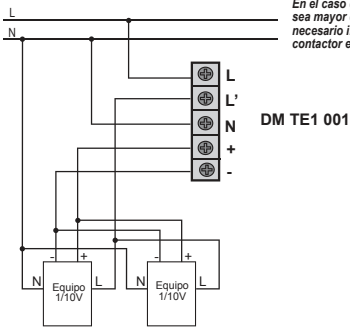 En el caso
sea mayor
necesario i
contactor e
L
N
L
L'
N
+
-
DM TE1 001
- +
- +
N Equipo 1/10V L
N Equipo 1/10V L